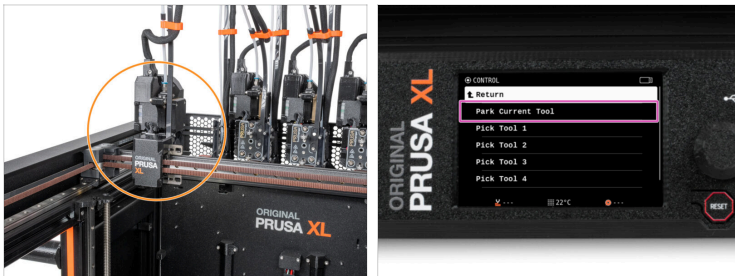 ORIGINAL
PRUSA
XL
ORIGINAL
PRUSA XL
ORIGINAL
PRUSA XL
CONTROL
Return
Park Current Tool
Pick Tool 1
Pick Tool 2
Pick Tool 3
Pick Tool 4
---
22°C
---
RESET